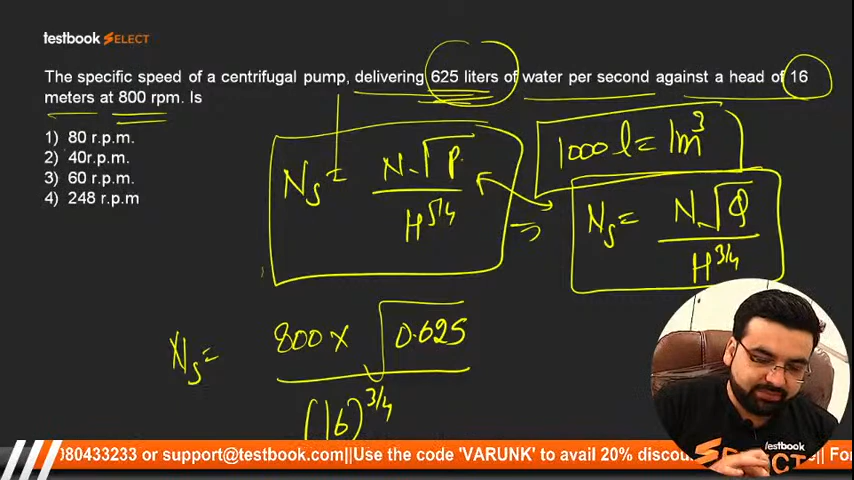 testbook SELECT
The specific speed of a centrifugal pump, delivering 625 liters of water per second against a head of 16
meters at 800 rpm. Is
1) 80 r.p.m.
2) 40r.p.m.
3) 60 r.p.m.
4) 248 r.p.m
Ns = N√P / H^5/4
1000 l = 1m³
⇒ Ns = N√Q / H^3/4
Ns = 800 × √0.625 / (16)^3/4
080433233 or support@testbook.com||Use the code 'VARUNK' to avail 20% discou